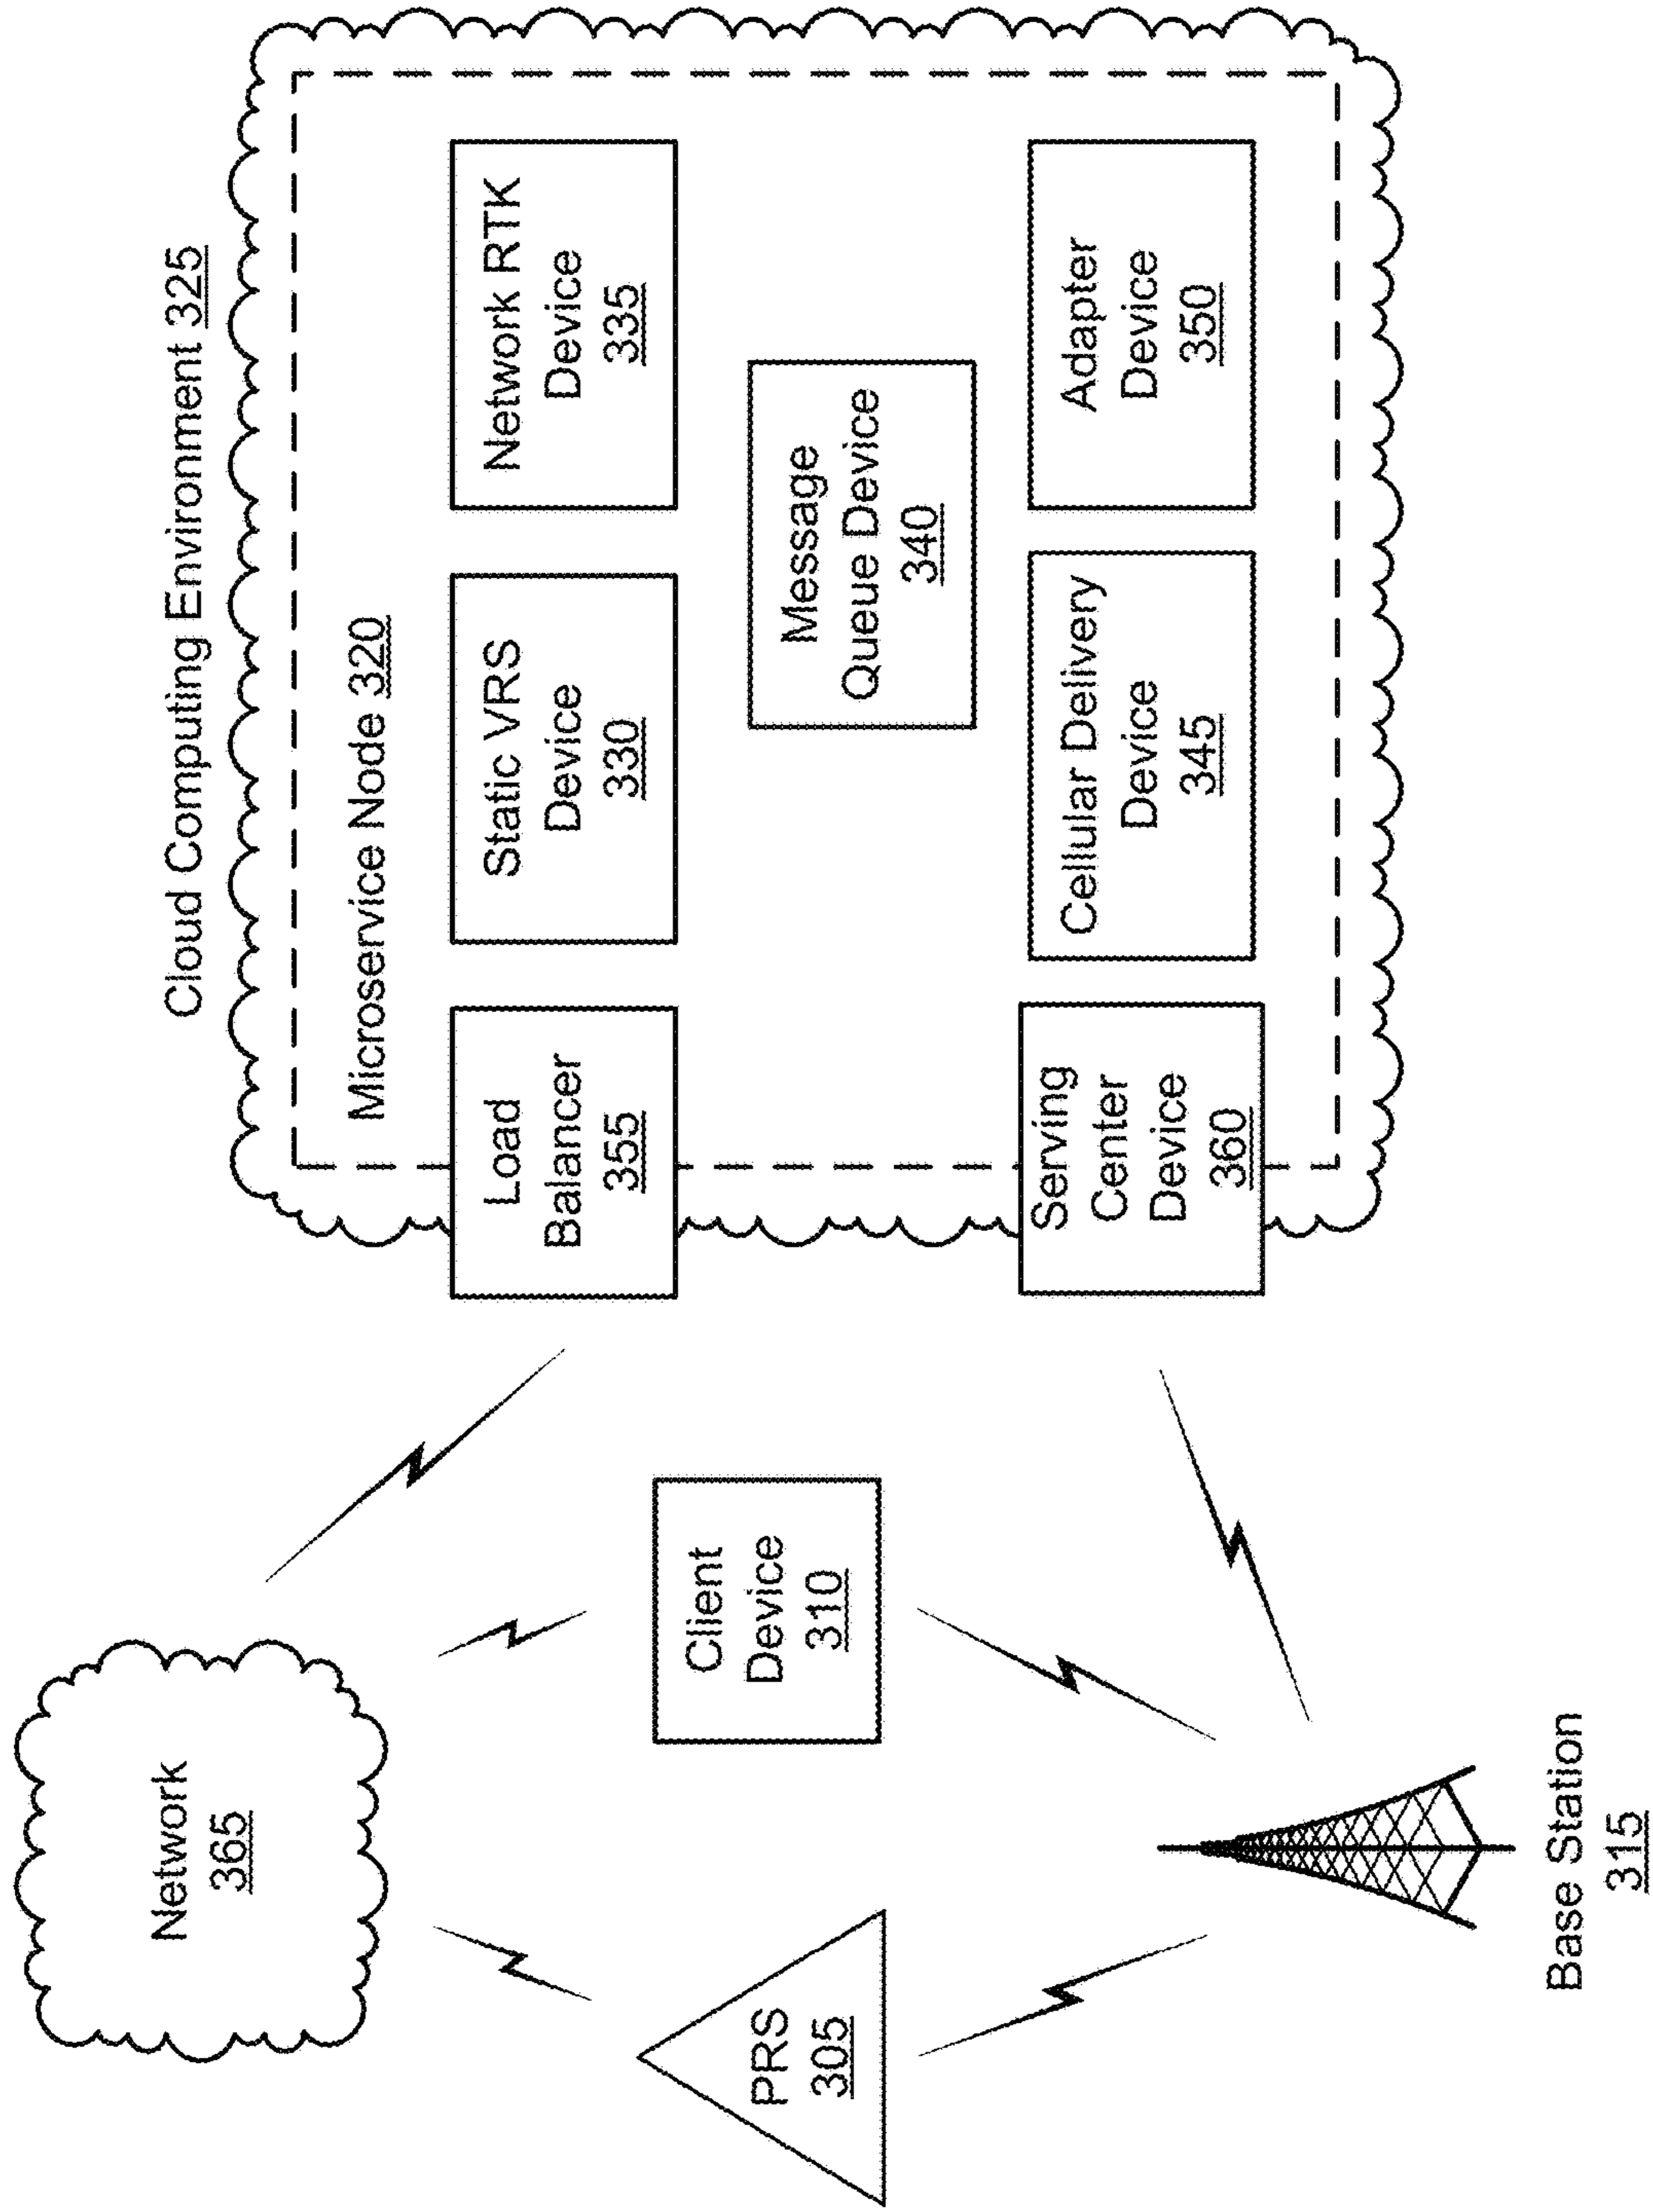 Cloud Computing Environment 325
Network
365
Microservice Node 320
Load
Balancer
355
Static VRS
Device
330
Network RTK
Device
335
Client
Device
310
Message
Queue Device
340
PRS
305
Serving
Center
Device
360
Cellular Delivery
Device
345
Adapter
Device
350
Base Station
315